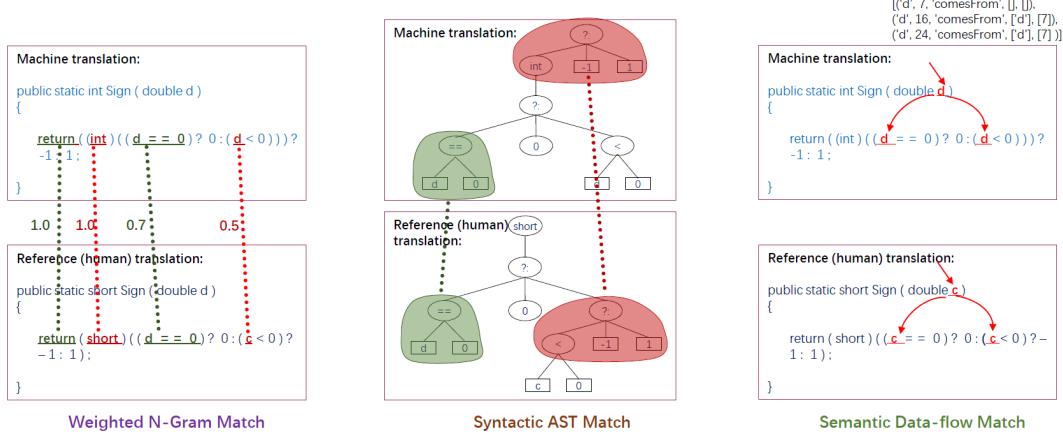 [('d', 7, 'comesFrom', [], []),
('d', 16, 'comesFrom', ['d'], [7]),
('d', 24, 'comesFrom', ['d'], [7] )]
Machine translation:
public static int Sign ( double d )
{
return ( (int ) ( ( d = = 0 ) ? 0 : ( d < 0 ) ) ) ?
-1 : 1 ;
}
1.0 1.0 0.7 0.5
Reference (human) translation:
public static short Sign ( double d )
{
return ( short ) ( ( d = = 0 ) ? 0 : ( c < 0 ) ?
– 1 : 1 ) ;
}
Weighted N-Gram Match
Machine translation:
?:
int -1 1
?:
== 0 <
d 0 d 0
Reference (human)
translation:
short
?:
== 0 ?:
d 0 < -1 1
c 0
Syntactic AST Match
Machine translation:
public static int Sign ( double d )
{
return ( (int ) ( ( d = = 0 ) ? 0 : ( d < 0 ) ) ) ?
-1 : 1 ;
}
Reference (human) translation:
public static short Sign ( double c )
{
return ( short ) ( ( c = = 0 ) ? 0 : ( c < 0 ) ? –
1 : 1 ) ;
}
Semantic Data-flow Match